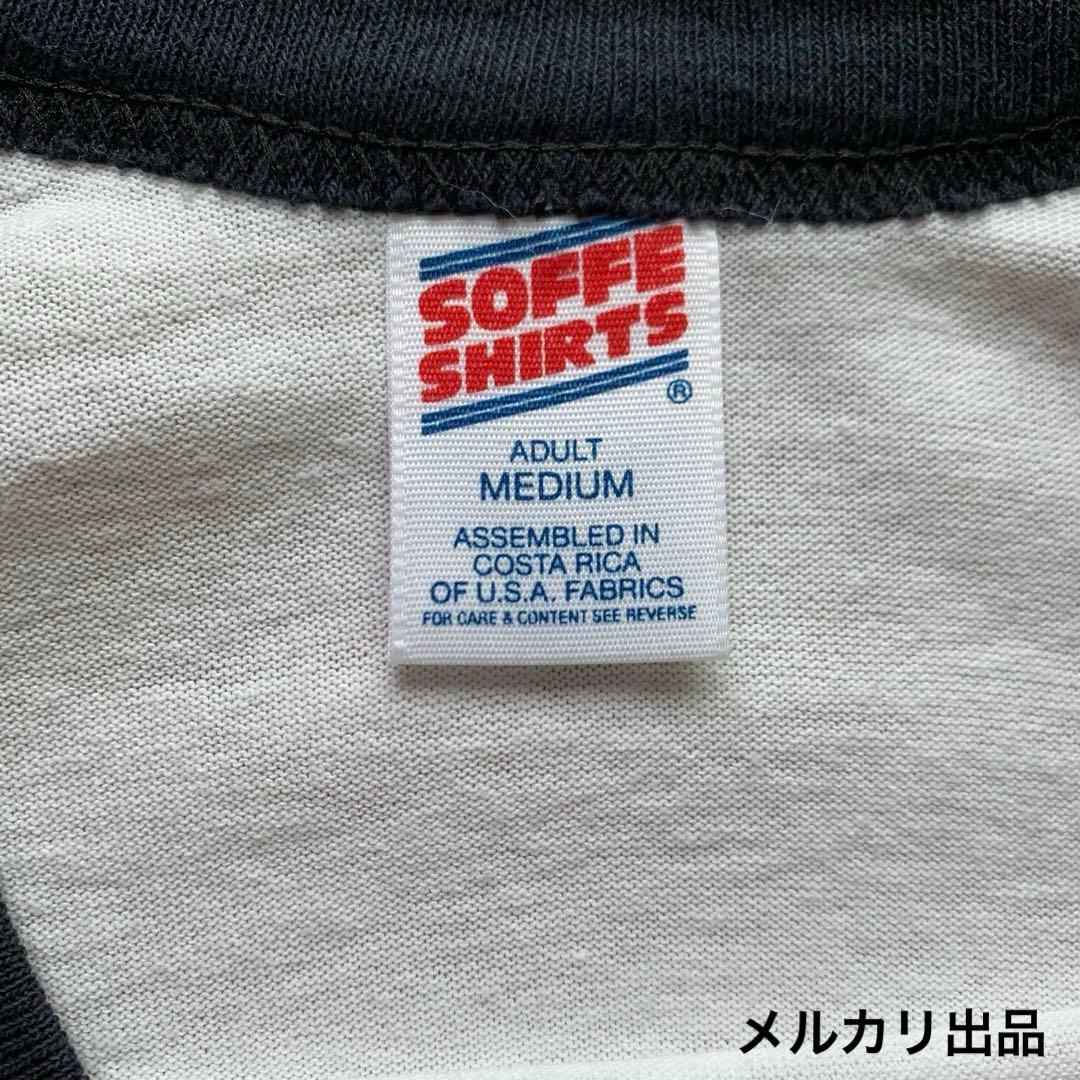 SOFFE
SHIRTS
®
ADULT
MEDIUM
ASSEMBLED IN
COSTA RICA
OF U.S.A. FABRICS
FOR CARE & CONTENT SEE REVERSE
メルカリ出品